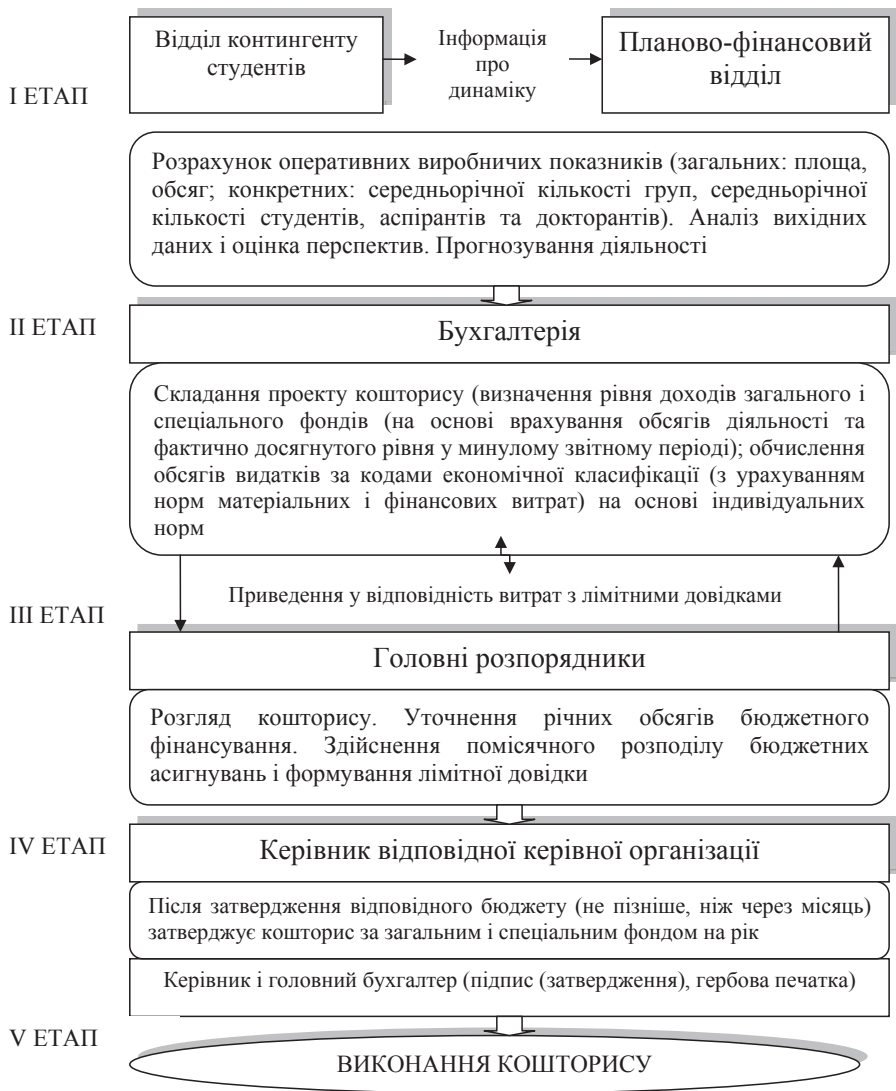 Відділ контингенту
студентів
Інформація
про
динаміку
Планово-фінансовий
відділ
I ЕТАП
Розрахунок оперативних виробничих показників (загальних: площа,
обсяг; конкретних: середньорічної кількості груп, середньорічної
кількості студентів, аспірантів та докторантів). Аналіз вихідних
даних і оцінка перспектив. Прогнозування діяльності
II ЕТАП
Бухгалтерія
Складання проекту кошторису (визначення рівня доходів загального і
спеціального фондів (на основі врахування обсягів діяльності та
фактично досягнутого рівня у минулому звітному періоді); обчислення
обсягів видатків за кодами економічної класифікації (з урахуванням
норм матеріальних і фінансових витрат) на основі індивідуальних
норм
Приведення у відповідність витрат з лімітними довідками
III ЕТАП
Головні розпорядники
Розгляд кошторису. Уточнення річних обсягів бюджетного
фінансування. Здійснення помісячного розподілу бюджетних
асигнувань і формування лімітної довідки
IV ЕТАП
Керівник відповідної керівної організації
Після затвердження відповідного бюджету (не пізніше, ніж через місяць)
затверджує кошторис за загальним і спеціальним фондом на рік
Керівник і головний бухгалтер (підпис (затвердження), гербова печатка)
V ЕТАП
ВИКОНАННЯ КОШТОРИСУ